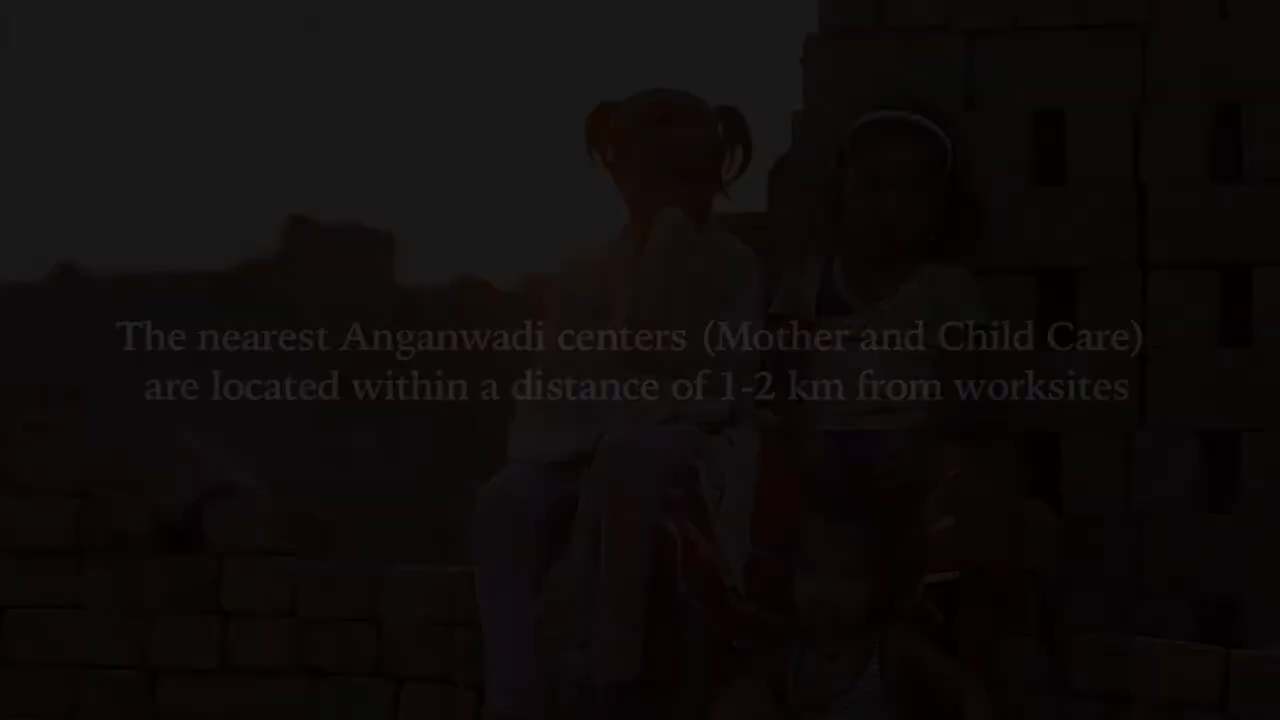 The nearest Anganwadi centers (Mother and Child Care)
are located within a distance of 1-2 km from worksites